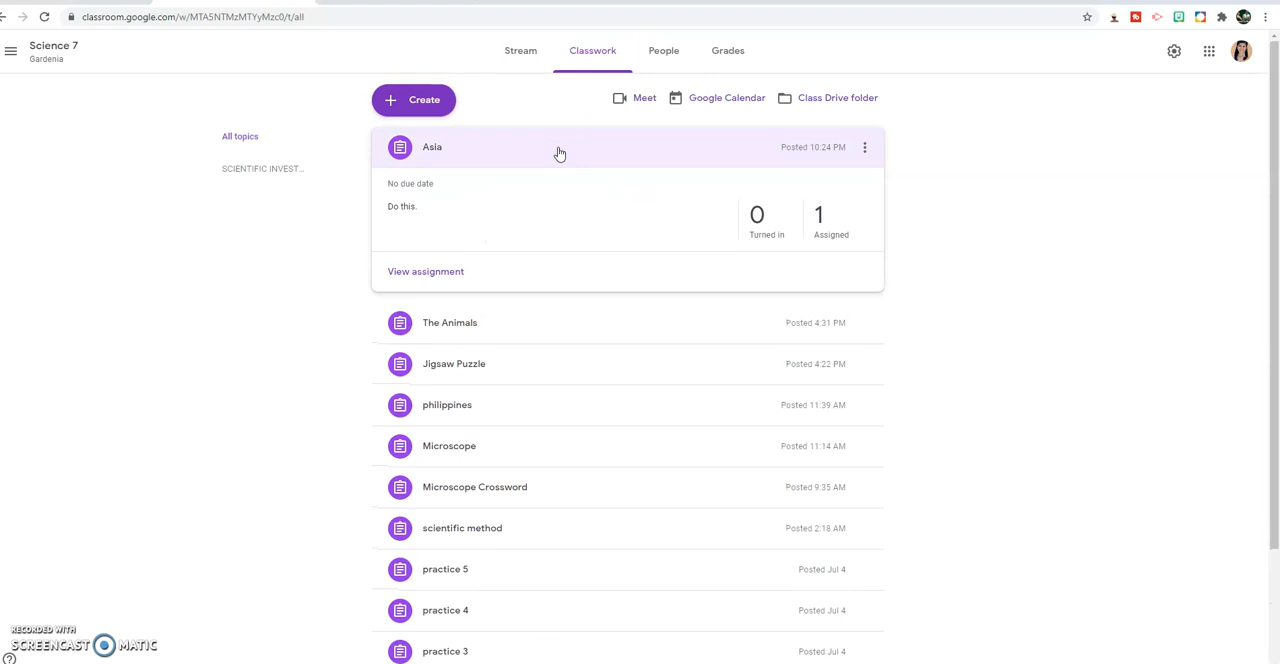 classroom.google.com/w/MTA5NTMzMTYyMzc0/t/all
Science 7
Gardenia
Stream
Classwork
People
Grades
Create
Meet
Google Calendar
Class Drive folder
All topics
SCIENTIFIC INVEST...
Asia
Posted 10:24 PM
No due date
Do this.
0
Turned in
1
Assigned
View assignment
The Animals
Posted 4:31 PM
Jigsaw Puzzle
Posted 4:22 PM
philippines
Posted 11:39 AM
Microscope
Posted 11:14 AM
Microscope Crossword
Posted 9:35 AM
scientific method
Posted 2:18 AM
practice 5
Posted Jul 4
practice 4
Posted Jul 4
practice 3
Posted Jul 4
RECORDED WITH
SCREENCAST MATIC